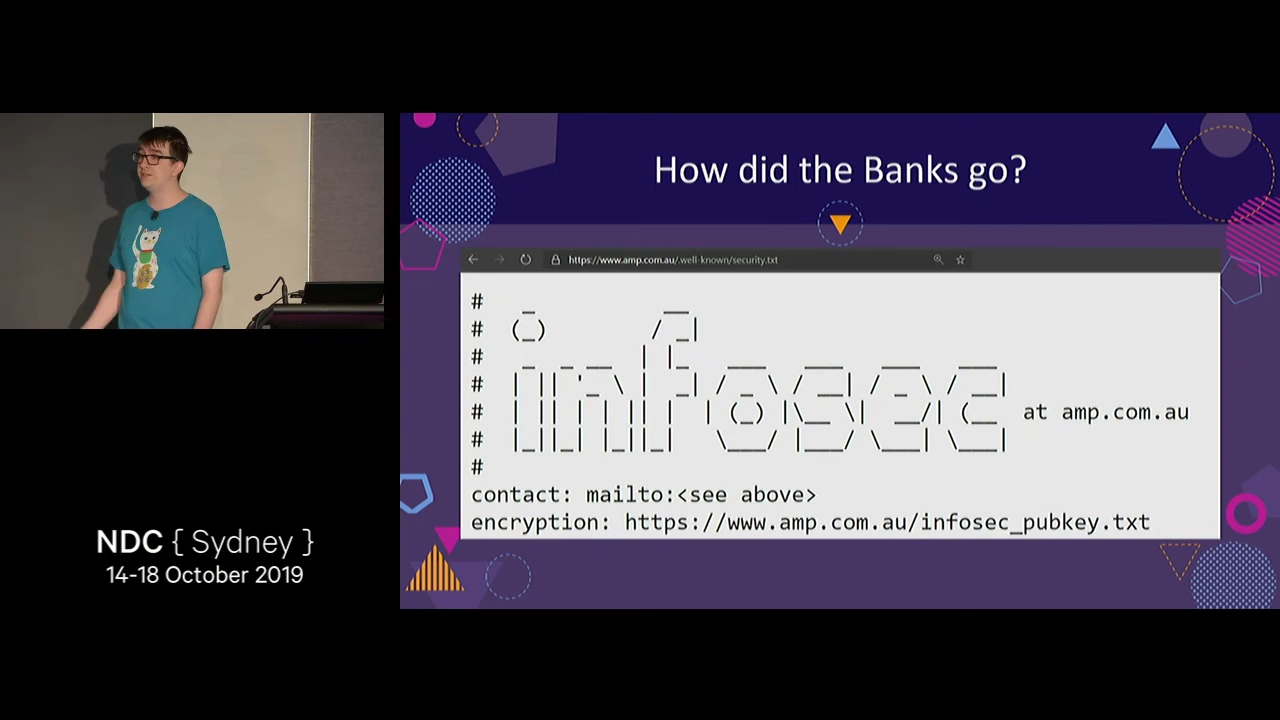 How did the Banks go?
https://www.amp.com.au/.well-known/security.txt
#
#
#
#
# infosec at amp.com.au
#
#
contact: mailto:<see above>
encryption: https://www.amp.com.au/infosec_pubkey.txt
NDC { Sydney }
14-18 October 2019